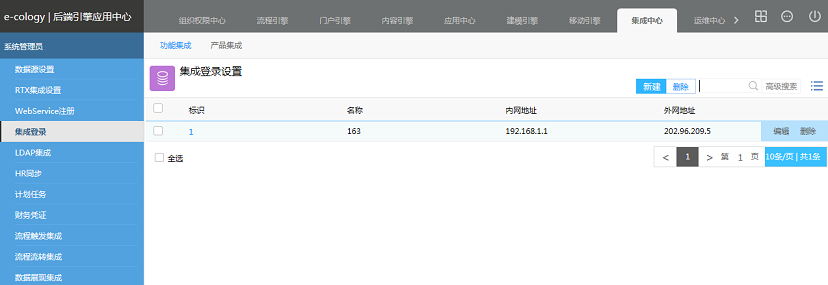 e-cology | 后端引擎应用中心
组织权限中心 流程引擎 门户引擎 内容引擎 应用中心 建模引擎 移动引擎 集成中心 运维中心
系统管理员
功能集成 产品集成
数据源设置
RTX集成设置
WebService注册
集成登录
LDAP集成
HR同步
计划任务
财务凭证
流程触发集成
流程流转集成
数据展现集成
集成登录设置
新建 删除 高级搜索
标识 名称 内网地址 外网地址
1 163 192.168.1.1 202.96.209.5 编辑 删除
全选
< 1 > 第 1 页 10条/页 | 共1条